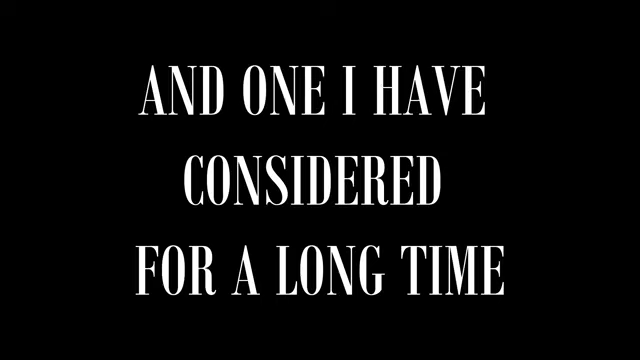 AND ONE I HAVE
CONSIDERED
FOR A LONG TIME